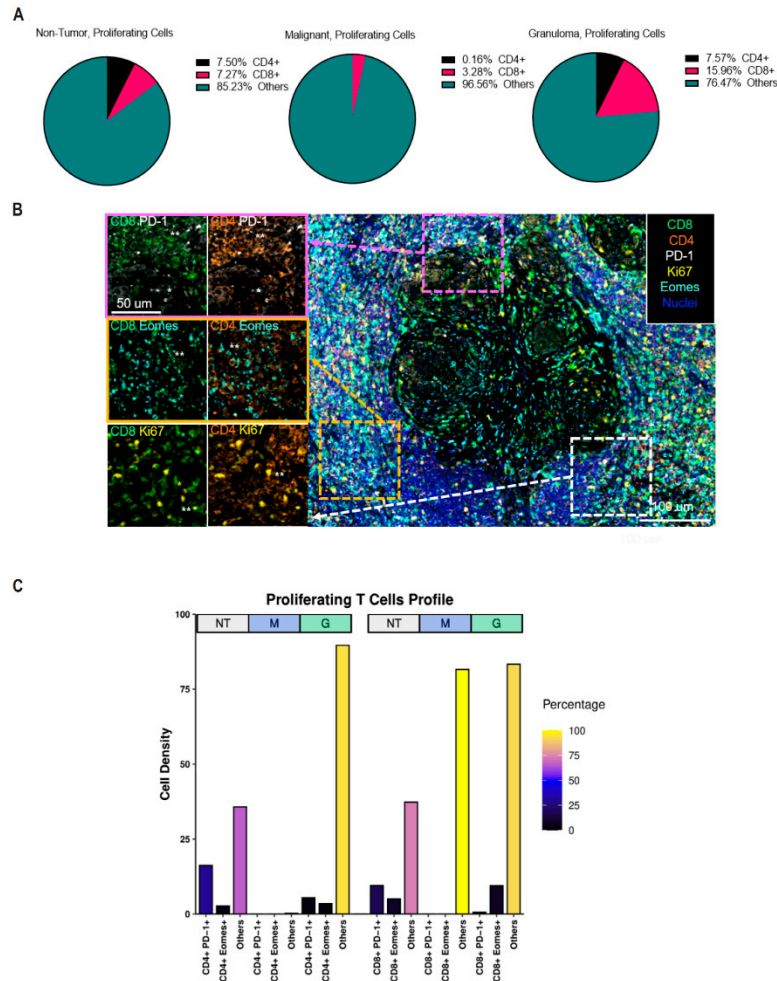 A
Non-Tumor, Proliferating Cells
7.50% CD4+
7.27% CD8+
85.23% Others
Malignant, Proliferating Cells
0.16% CD4+
3.28% CD8+
96.56% Others
Granuloma, Proliferating Cells
7.57% CD4+
15.96% CD8+
76.47% Others
B
CD8 PD-1
CD4 PD-1
**
**
*
*
50 um
CD8 Eomes
CD4 Eomes
**
**
CD8 Ki67
CD4 Ki67
**
**
CD8
CD4
PD-1
Ki67
Eomes
Nuclei
100 um
C
Proliferating T Cells Profile
NT
M
G
NT
M
G
100
75
50
25
0
Cell Density
CD4+ PD-1+
CD4+ Eomes+
Others
CD4+ PD-1+
CD4+ Eomes+
Others
CD4+ PD-1+
CD4+ Eomes+
Others
CD8+ PD-1+
CD8+ Eomes+
Others
CD8+ PD-1+
CD8+ Eomes+
Others
CD8+ PD-1+
CD8+ Eomes+
Others
Percentage
100
75
50
25
0